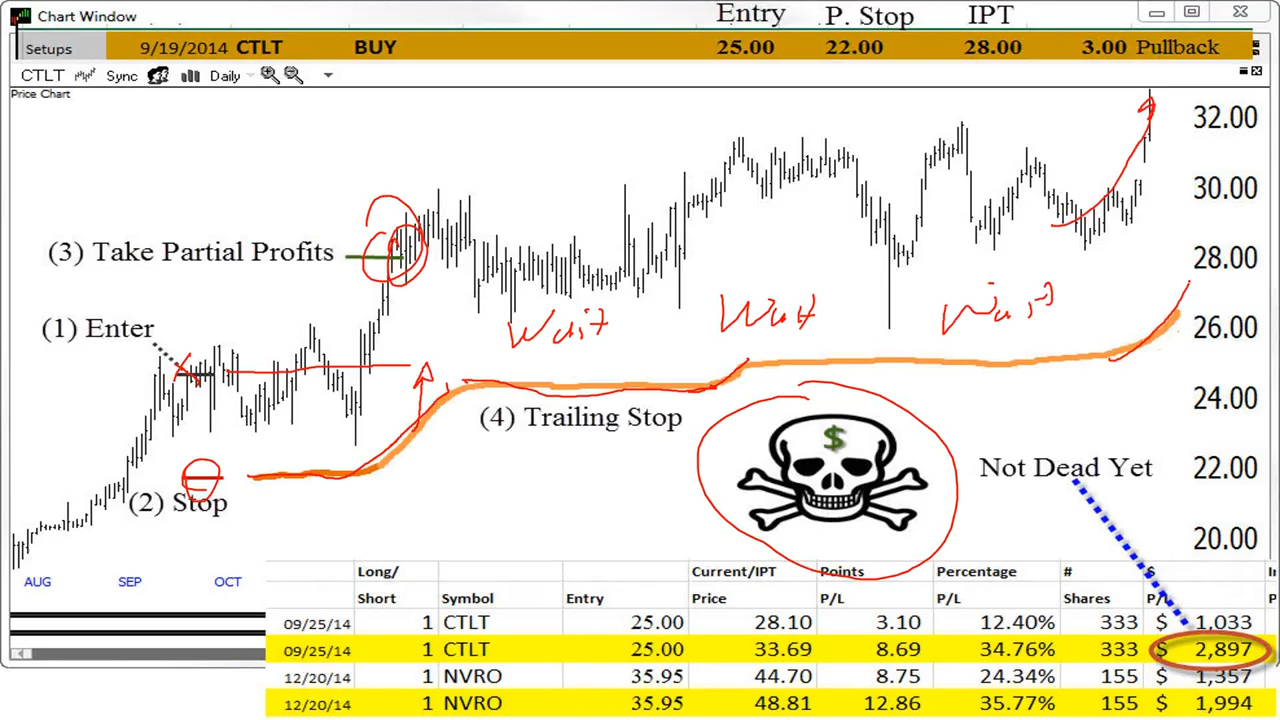 Chart Window
Entry P. Stop IPT
Setups 9/19/2014 CTLT BUY 25.00 22.00 28.00 3.00 Pullback
CTLT Sync Daily
Price Chart
32.00
30.00
(3) Take Partial Profits
28.00
(1) Enter
Wait Wait Wait
26.00
24.00
(4) Trailing Stop
$
Not Dead Yet
22.00
(2) Stop
20.00
AUG SEP OCT
Long/ Current/IPT Points Percentage # $
Short Symbol Entry Price P/L P/L Shares P/L
09/25/14 1 CTLT 25.00 28.10 3.10 12.40% 333 $ 1,033
09/25/14 1 CTLT 25.00 33.69 8.69 34.76% 333 $ 2,897
12/20/14 1 NVRO 35.95 44.70 8.75 24.34% 155 $ 1,357
12/20/14 1 NVRO 35.95 48.81 12.86 35.77% 155 $ 1,994